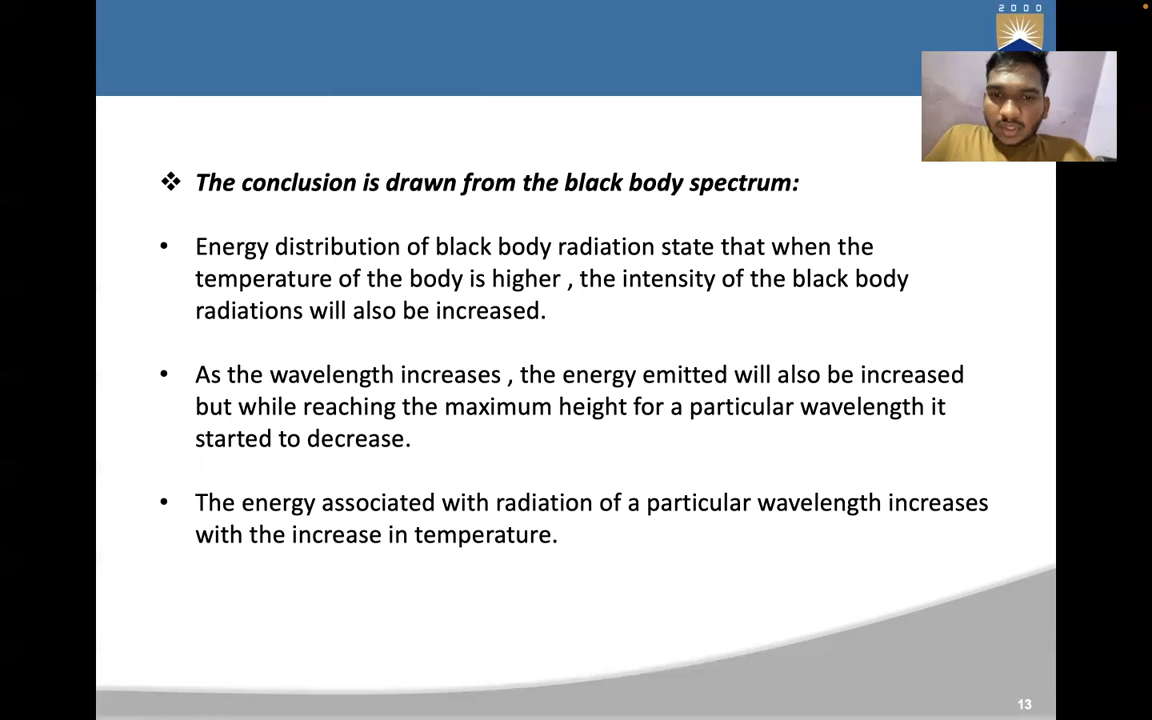 2000
❖ The conclusion is drawn from the black body spectrum:
• Energy distribution of black body radiation state that when the
temperature of the body is higher , the intensity of the black body
radiations will also be increased.
• As the wavelength increases , the energy emitted will also be increased
but while reaching the maximum height for a particular wavelength it
started to decrease.
• The energy associated with radiation of a particular wavelength increases
with the increase in temperature.
13